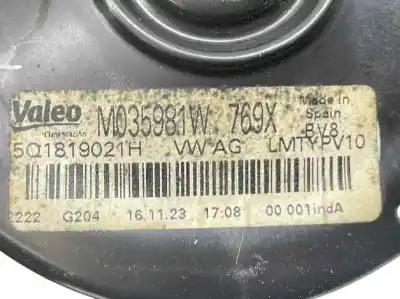 Valeo M035981W 769X Made in
Climatización Spain
BV8
5Q1819021H VW AG LMTYPV10
2222 G204 16.11.23 17:08 00 001indA